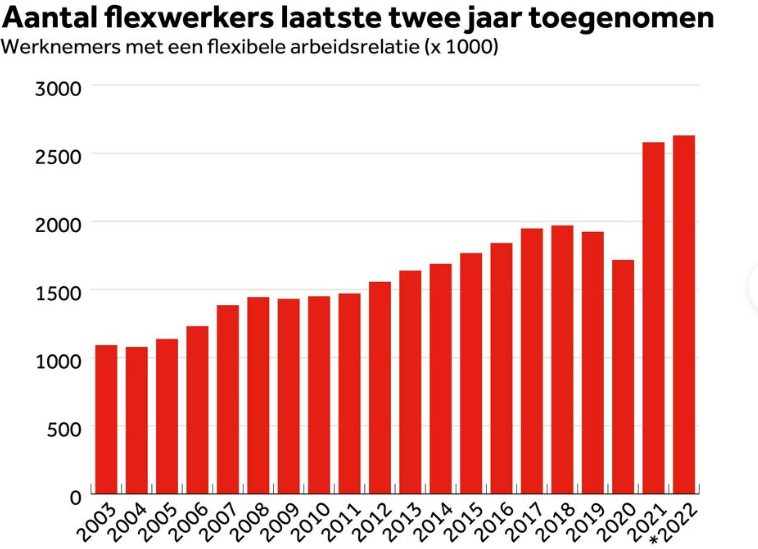 Aantal flexwerkers laatste twee jaar toegenomen
Werknemers met een flexibele arbeidsrelatie (x 1000)
3000
2500
2000
1500
1000
500
0
2003 2004 2005 2006 2007 2008 2009 2010 2011 2012 2013 2014 2015 2016 2017 2018 2019 2020 2021 *2022